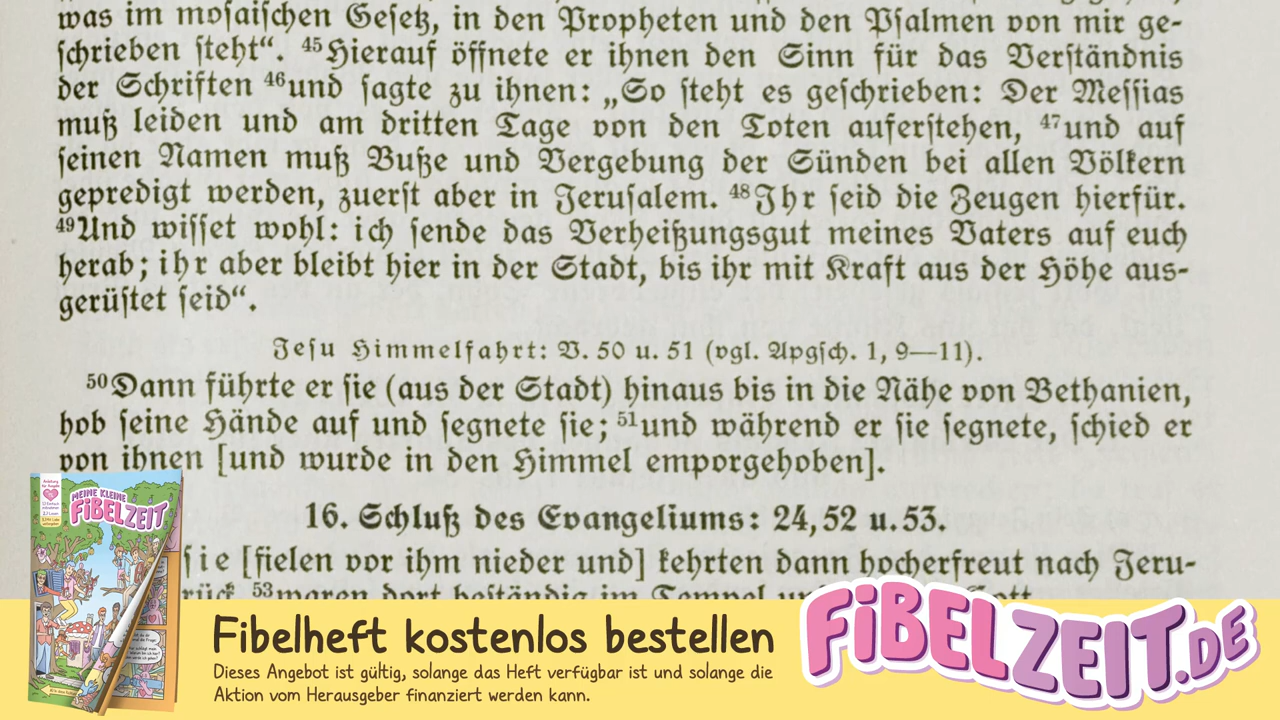 was im mosaischen Gesetz, in den Propheten und den Psalmen von mir ge-
schrieben steht“. ⁴⁵Hierauf öffnete er ihnen den Sinn für das Verständnis
der Schriften ⁴⁶und sagte zu ihnen: „So steht es geschrieben: Der Messias
muß leiden und am dritten Tage von den Toten auferstehen, ⁴⁷und auf
seinen Namen muß Buße und Vergebung der Sünden bei allen Völkern
gepredigt werden, zuerst aber in Jerusalem. ⁴⁸Ihr seid die Zeugen hierfür.
⁴⁹Und wisset wohl: ich sende das Verheißungsgut meines Vaters auf euch
herab; ihr aber bleibt hier in der Stadt, bis ihr mit Kraft aus der Höhe aus-
gerüstet seid“.
Jesu Himmelfahrt: V. 50 u. 51 (vgl. Apgsch. 1, 9—11).
⁵⁰Dann führte er sie (aus der Stadt) hinaus bis in die Nähe von Bethanien,
hob seine Hände auf und segnete sie; ⁵¹und während er sie segnete, schied er
von ihnen [und wurde in den Himmel emporgehoben].
16. Schluß des Evangeliums: 24,52 u. 53.
sie [fielen vor ihm nieder und] kehrten dann hocherfreut nach Jeru-
rück ⁵³waren dort beständig im Tempel Gott
MEINE KLEINE
FIBELZEIT
Fibelheft kostenlos bestellen
Dieses Angebot ist gültig, solange das Heft verfügbar ist und solange die
Aktion vom Herausgeber finanziert werden kann.
FIBELZEIT.DE